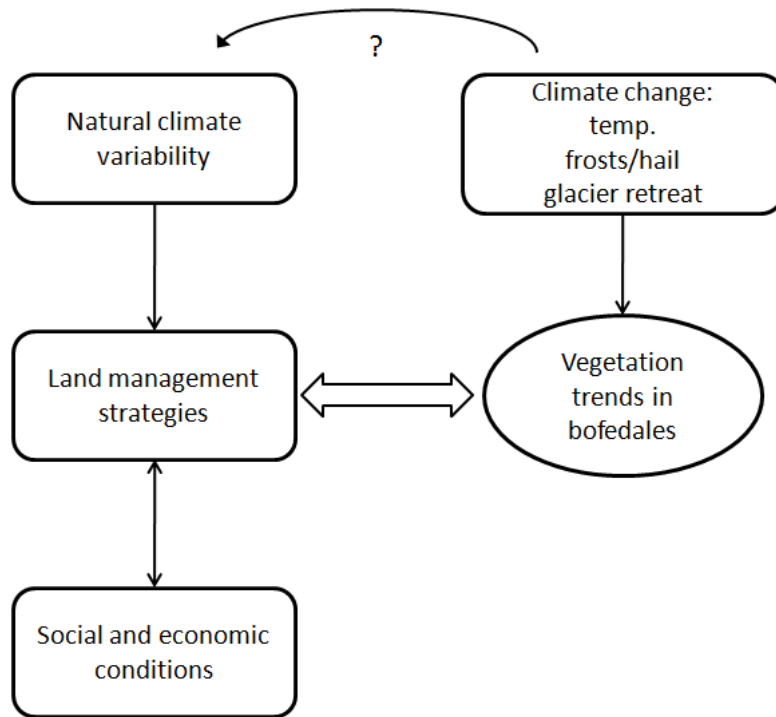 ?
Natural climate
variability
Climate change:
temp.
frosts/hail
glacier retreat
Land management
strategies
Vegetation
trends in
bofedales
Social and economic
conditions